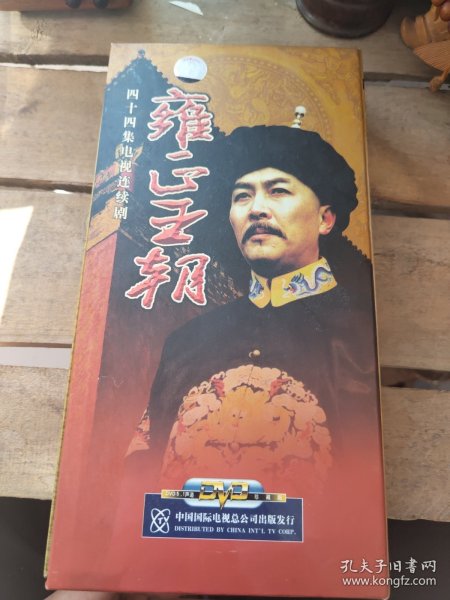 四十四集电视连续剧
雍正王朝
DVD
中国国际电视总公司出版发行
DISTRIBUTED BY CHINA INT'L TV CORP.
孔夫子旧书网
www.kongfz.com